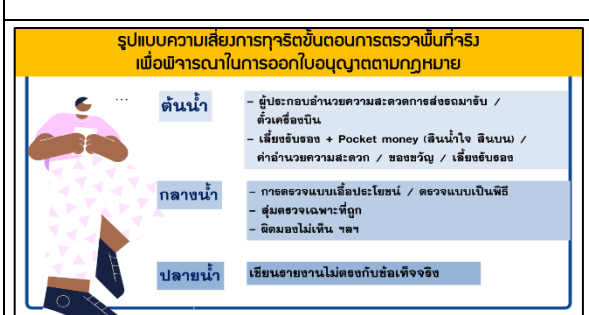 รูปแบบความเสี่ยงการทุจริตขั้นตอนการตรวจพื้นที่จริง
เพื่อพิจารณาในการออกใบอนุญาตตามกฎหมาย
ต้นน้ำ
- ผู้ประกอบอำนวยความสะดวกการส่งรถมารับ /
ตั๋วเครื่องบิน
- เลี้ยงรับรอง + Pocket money (สินน้ำใจ สินบน) /
ค่าอำนวยความสะดวก / ของขวัญ / เลี้ยงรับรอง
กลางน้ำ
- การตรวจแบบเอื้อประโยชน์ / ตรวจแบบเป็นพิธี
- สุ่มตรวจเฉพาะที่ถูก
- ผิดมองไม่เห็น ฯลฯ
ปลายน้ำ
เขียนรายงานไม่ตรงกับข้อเท็จจริง